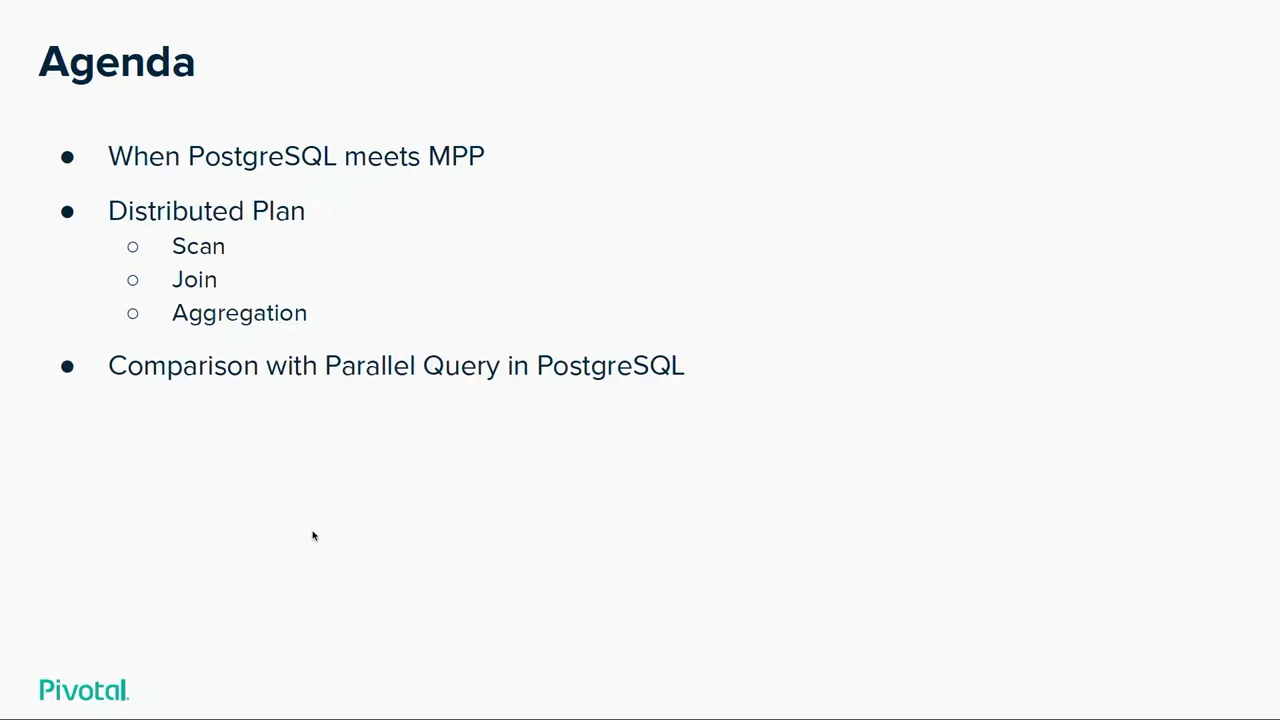 Agenda
● When PostgreSQL meets MPP
● Distributed Plan
○ Scan
○ Join
○ Aggregation
● Comparison with Parallel Query in PostgreSQL
Pivotal.